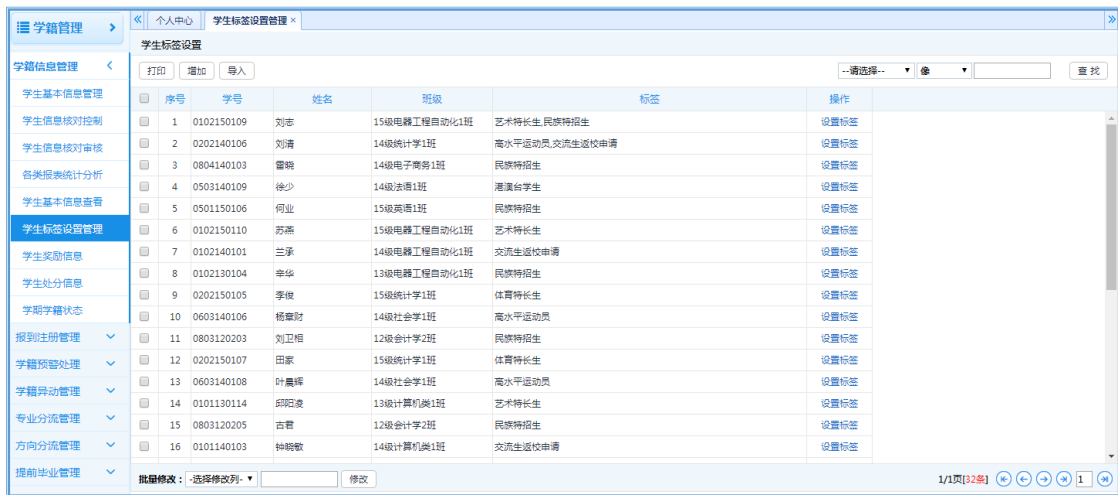 学籍管理
个人中心 学生标签设置管理 ×
学生标签设置
学籍信息管理
学生基本信息管理
学生信息核对控制
学生信息核对审核
各类报表统计分析
学生基本信息查看
学生标签设置管理
学生奖励信息
学生处分信息
学期学籍状态
报到注册管理
学籍预警处理
学籍异动管理
专业分流管理
方向分流管理
提前毕业管理
打印 增加 导入 --请选择-- 像 查 找
序号 学号 姓名 班级 标签 操作
1 0102150109 刘志 15级电器工程自动化1班 艺术特长生,民族特招生 设置标签
2 0202140106 刘清 14级统计学1班 高水平运动员,交流生返校申请 设置标签
3 0804140103 雷晓 14级电子商务1班 民族特招生 设置标签
4 0503140109 徐少 14级法语1班 港澳台学生 设置标签
5 0501150106 何业 15级英语1班 民族特招生 设置标签
6 0102150110 苏燕 15级电器工程自动化1班 艺术特长生 设置标签
7 0102140101 兰承 14级电器工程自动化1班 交流生返校申请 设置标签
8 0102130104 辛华 13级电器工程自动化1班 民族特招生 设置标签
9 0202150105 李俊 15级统计学1班 体育特长生 设置标签
10 0603140106 杨章财 14级社会学1班 高水平运动员 设置标签
11 0803120203 刘卫相 12级会计学2班 民族特招生 设置标签
12 0202150107 田家 15级统计学1班 体育特长生 设置标签
13 0603140108 叶晨辉 14级社会学1班 高水平运动员 设置标签
14 0101130114 邱阳凌 13级计算机类1班 艺术特长生 设置标签
15 0803120205 古君 12级会计学2班 民族特招生 设置标签
16 0101140103 钟晓敏 14级计算机类1班 交流生返校申请 设置标签
批量修改： -选择修改列- 修改 1/1页[32条] 1